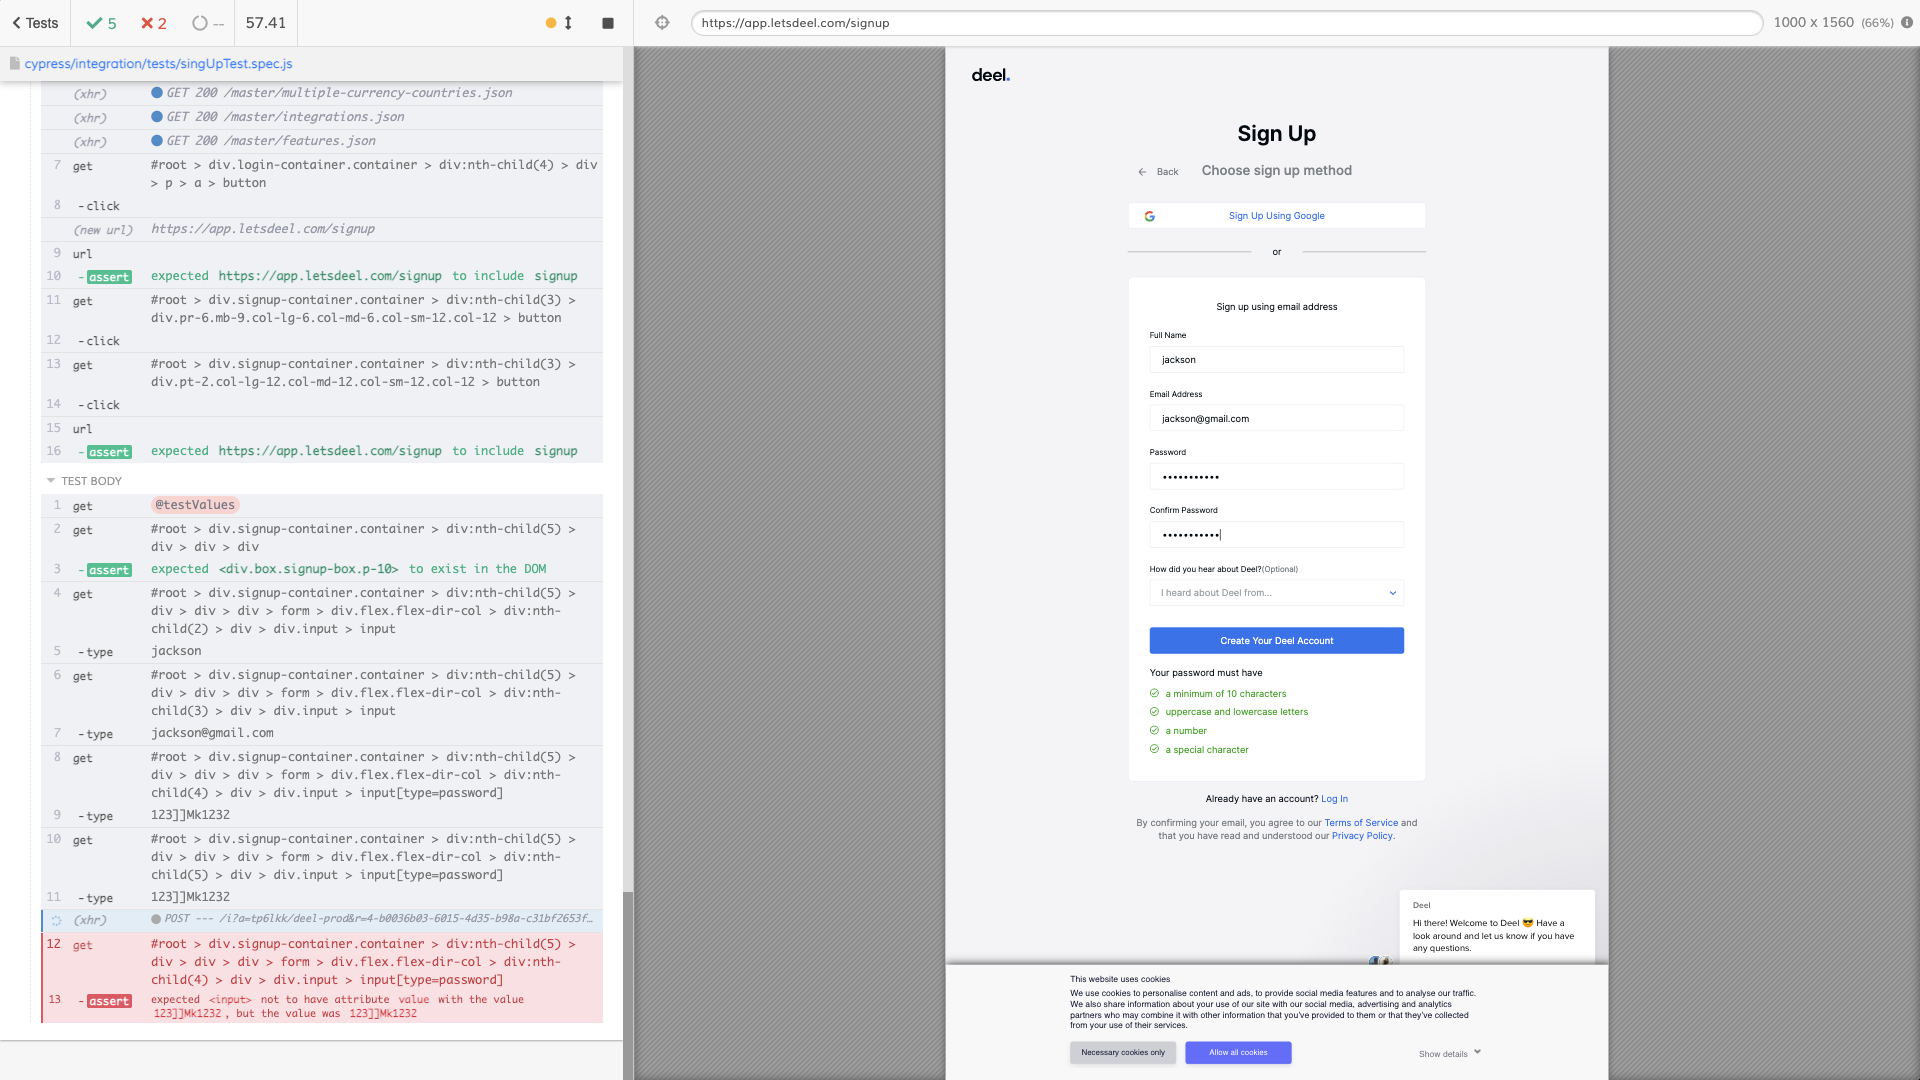 Tests
5
2
--
57.41
https://app.letsdeel.com/signup
1000 x 1560 (66%)
cypress/integration/tests/singUpTest.spec.js
(xhr) GET 200 /master/multiple-currency-countries.json
(xhr) GET 200 /master/integrations.json
(xhr) GET 200 /master/features.json
7 get #root > div.login-container.container > div:nth-child(4) > div
> p > a > button
8 -click
(new url) https://app.letsdeel.com/signup
9 url
10 -assert expected https://app.letsdeel.com/signup to include signup
11 get #root > div.signup-container.container > div:nth-child(3) >
div.pr-6.mb-9.col-lg-6.col-md-6.col-sm-12.col-12 > button
12 -click
13 get #root > div.signup-container.container > div:nth-child(3) >
div.pt-2.col-lg-12.col-md-12.col-sm-12.col-12 > button
14 -click
15 url
16 -assert expected https://app.letsdeel.com/signup to include signup
TEST BODY
1 get @testValues
2 get #root > div.signup-container.container > div:nth-child(5) >
div > div > div
3 -assert expected <div.box.signup-box.p-10> to exist in the DOM
4 get #root > div.signup-container.container > div:nth-child(5) >
div > div > div > form > div.flex.flex-dir-col > div:nth-
child(2) > div > div.input > input
5 -type jackson
6 get #root > div.signup-container.container > div:nth-child(5) >
div > div > div > form > div.flex.flex-dir-col > div:nth-
child(3) > div > div.input > input
7 -type jackson@gmail.com
8 get #root > div.signup-container.container > div:nth-child(5) >
div > div > div > form > div.flex.flex-dir-col > div:nth-
child(4) > div > div.input > input[type=password]
9 -type 123]]Mk1232
10 get #root > div.signup-container.container > div:nth-child(5) >
div > div > div > form > div.flex.flex-dir-col > div:nth-
child(5) > div > div.input > input[type=password]
11 -type 123]]Mk1232
(xhr) POST --- /i?a=tp6lkk/deel-prod&r=4-b0036b03-6015-4d35-b98a-c31bf2653f…
12 get #root > div.signup-container.container > div:nth-child(5) >
div > div > div > form > div.flex.flex-dir-col > div:nth-
child(4) > div > div.input > input[type=password]
13 -assert expected <input> not to have attribute value with the value
123]]Mk1232, but the value was 123]]Mk1232
deel.
Sign Up
Back Choose sign up method
Sign Up Using Google
or
Sign up using email address
Full Name
jackson
Email Address
jackson@gmail.com
Password
•••••••••••
Confirm Password
•••••••••••
How did you hear about Deel?(Optional)
I heard about Deel from...
Create Your Deel Account
Your password must have
a minimum of 10 characters
uppercase and lowercase letters
a number
a special character
Already have an account? Log In
By confirming your email, you agree to our Terms of Service and
that you have read and understood our Privacy Policy.
Deel
Hi there! Welcome to Deel 😎 Have a
look around and let us know if you have
any questions.
This website uses cookies
We use cookies to personalise content and ads, to provide social media features and to analyse our traffic.
We also share information about your use of our site with our social media, advertising and analytics
partners who may combine it with other information that you've provided to them or that they've collected
from your use of their services.
Necessary cookies only
Allow all cookies
Show details